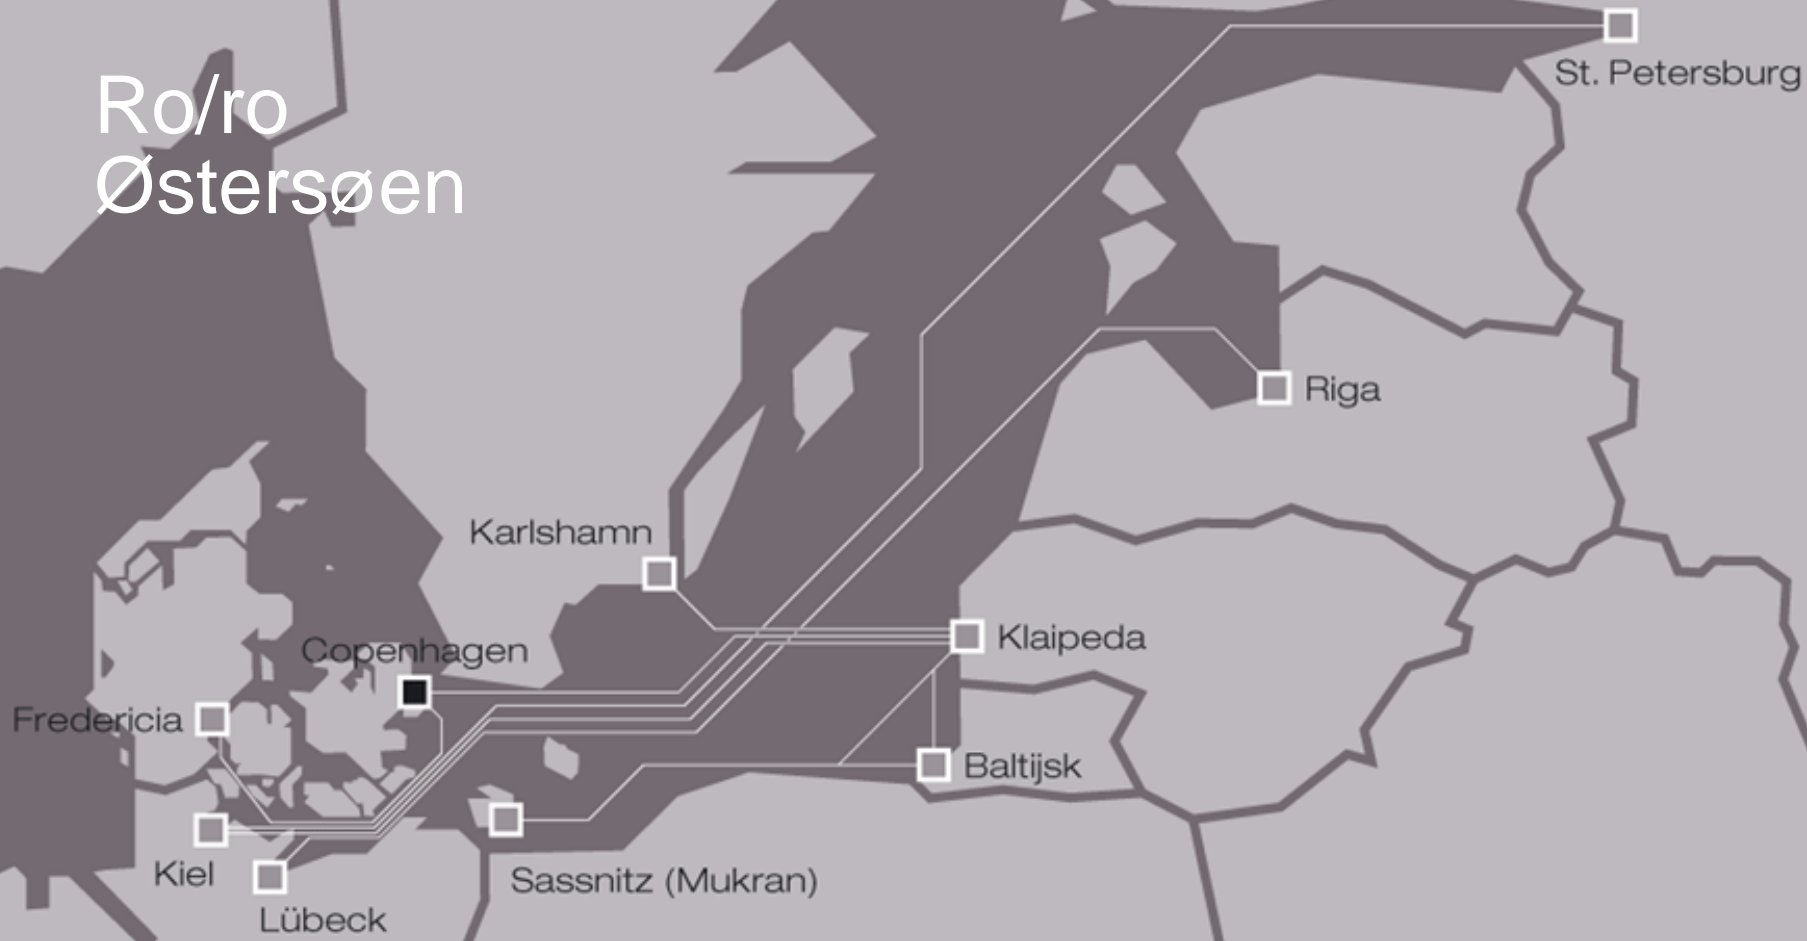 Ro/ro
Østersøen
St. Petersburg
Riga
Karlshamn
Klaipeda
Copenhagen
Fredericia
Baltijsk
Kiel
Sassnitz (Mukran)
Lübeck